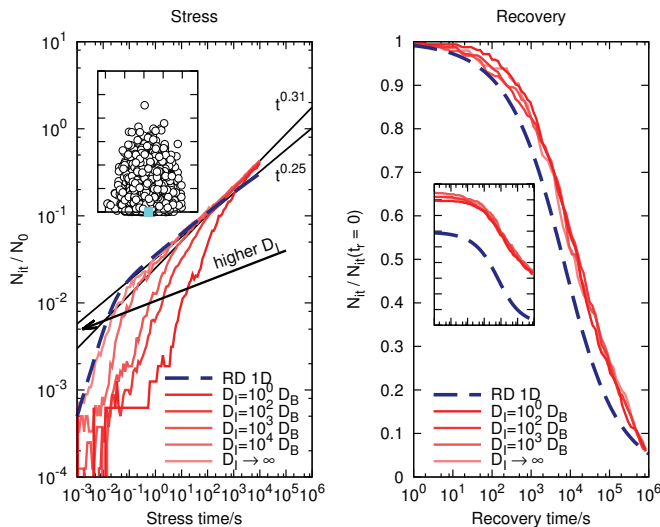 Stress
10^1
10^0
10^-1
10^-2
10^-3
10^-4
N_it / N_0
t^0.31
t^0.25
higher D_I
RD 1D
D_I=10^0 D_B
D_I=10^2 D_B
D_I=10^3 D_B
D_I=10^4 D_B
D_I → ∞
10^-3 10^-2 10^-1 10^0 10^1 10^2 10^3 10^4 10^5 10^6
Stress time/s
Recovery
1
0.9
0.8
0.7
0.6
0.5
0.4
0.3
0.2
0.1
0
N_it / N_it(t_r = 0)
RD 1D
D_I=10^0 D_B
D_I=10^2 D_B
D_I=10^3 D_B
D_I → ∞
10^0 10^1 10^2 10^3 10^4 10^5 10^6
Recovery time/s